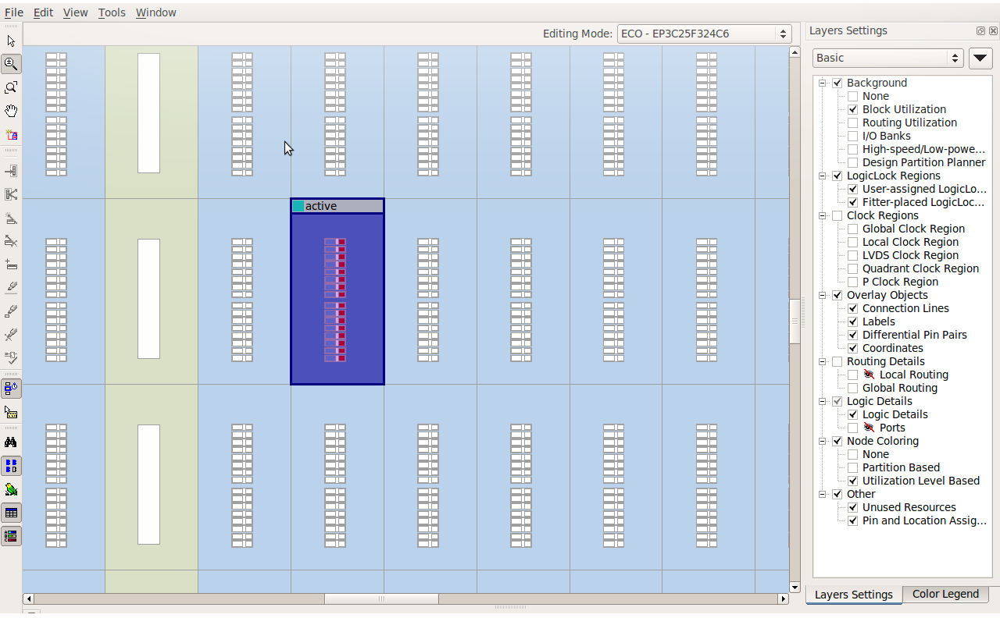 File Edit View Tools Window
Editing Mode: ECO - EP3C25F324C6
active
Layers Settings
Basic
Background
None
Block Utilization
Routing Utilization
I/O Banks
High-speed/Low-powe...
Design Partition Planner
LogicLock Regions
User-assigned LogicLo...
Fitter-placed LogicLoc...
Clock Regions
Global Clock Region
Local Clock Region
LVDS Clock Region
Quadrant Clock Region
P Clock Region
Overlay Objects
Connection Lines
Labels
Differential Pin Pairs
Coordinates
Routing Details
Local Routing
Global Routing
Logic Details
Logic Details
Ports
Node Coloring
None
Partition Based
Utilization Level Based
Other
Unused Resources
Pin and Location Assig...
Layers Settings Color Legend